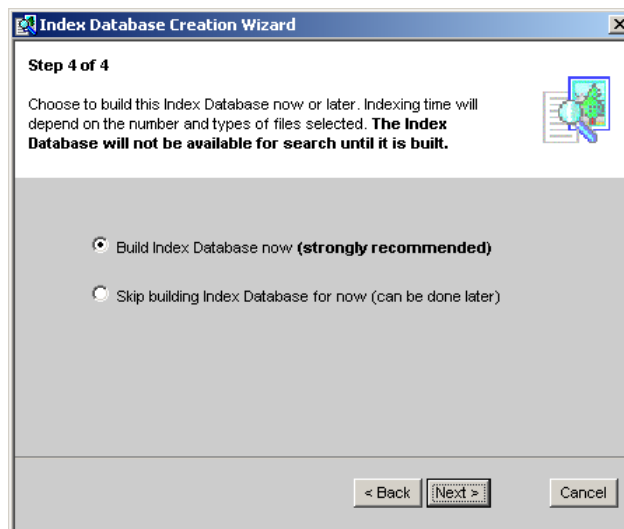 Index Database Creation Wizard
Step 4 of 4
Choose to build this Index Database now or later. Indexing time will
depend on the number and types of files selected. The Index
Database will not be available for search until it is built.
Build Index Database now (strongly recommended)
Skip building Index Database for now (can be done later)
< Back Next > Cancel